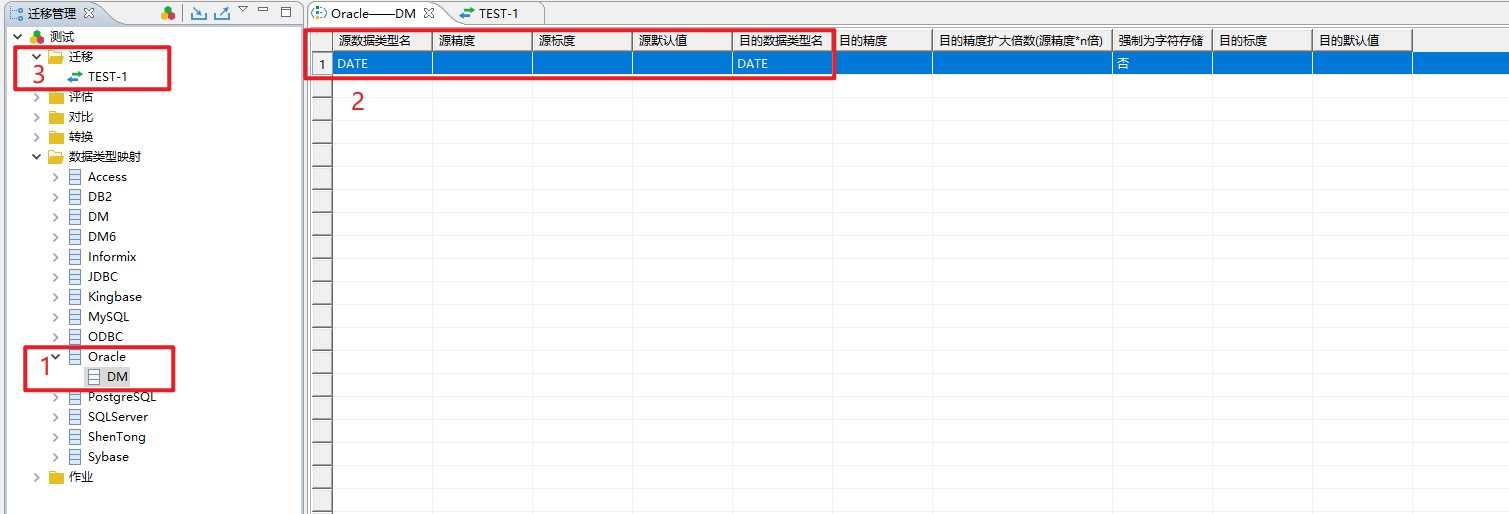 迁移管理
测试
迁移
3
TEST-1
评估
对比
转换
数据类型映射
Access
DB2
DM
DM6
Informix
JDBC
Kingbase
MySQL
ODBC
1
Oracle
DM
PostgreSQL
SQLServer
ShenTong
Sybase
作业
Oracle——DM TEST-1
源数据类型名 源精度 源标度 源默认值 目的数据类型名 目的精度 目的精度扩大倍数(源精度*n倍) 强制为字符存储 目的标度 目的默认值
1 DATE DATE 否
2